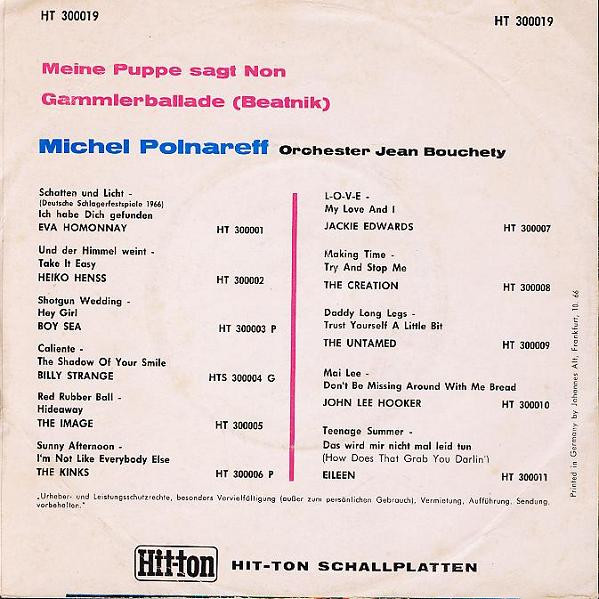 HT 300019
HT 300019
Meine Puppe sagt Non
Gammlerballade (Beatnik)
Michel Polnareff Orchester Jean Bouchety
Schatten und Licht -
(Deutsche Schlagerfestspiele 1966)
Ich habe Dich gefunden
EVA HOMONNAY HT 300001
Und der Himmel weint -
Take It Easy
HEIKO HENSS HT 300002
Shotgun Wedding -
Hey Girl
BOY SEA HT 300003 P
Caliente -
The Shadow Of Your Smile
BILLY STRANGE HTS 300004 G
Red Rubber Ball -
Hideaway
THE IMAGE HT 300005
Sunny Afternoon -
I'm Not Like Everybody Else
THE KINKS HT 300006 P
L-O-V-E -
My Love And I
JACKIE EDWARDS HT 300007
Making Time -
Try And Stop Me
THE CREATION HT 300008
Daddy Long Legs -
Trust Yourself A Little Bit
THE UNTAMED HT 300009
Mai Lee -
Don't Be Missing Around With Me Bread
JOHN LEE HOOKER HT 300010
Teenage Summer -
Das wird mir nicht mal leid tun
(How Does That Grab You Darlin')
EILEEN HT 300011
„Urheber- und Leistungsschutzrechte, besonders Vervielfältigung (außer zum persönlichen Gebrauch), Vermietung, Aufführung, Sendung,
vorbehalten."
Printed in Germany by Johannes Alt, Frankfurt, 10. 66
Hit-ton HIT-TON SCHALLPLATTEN